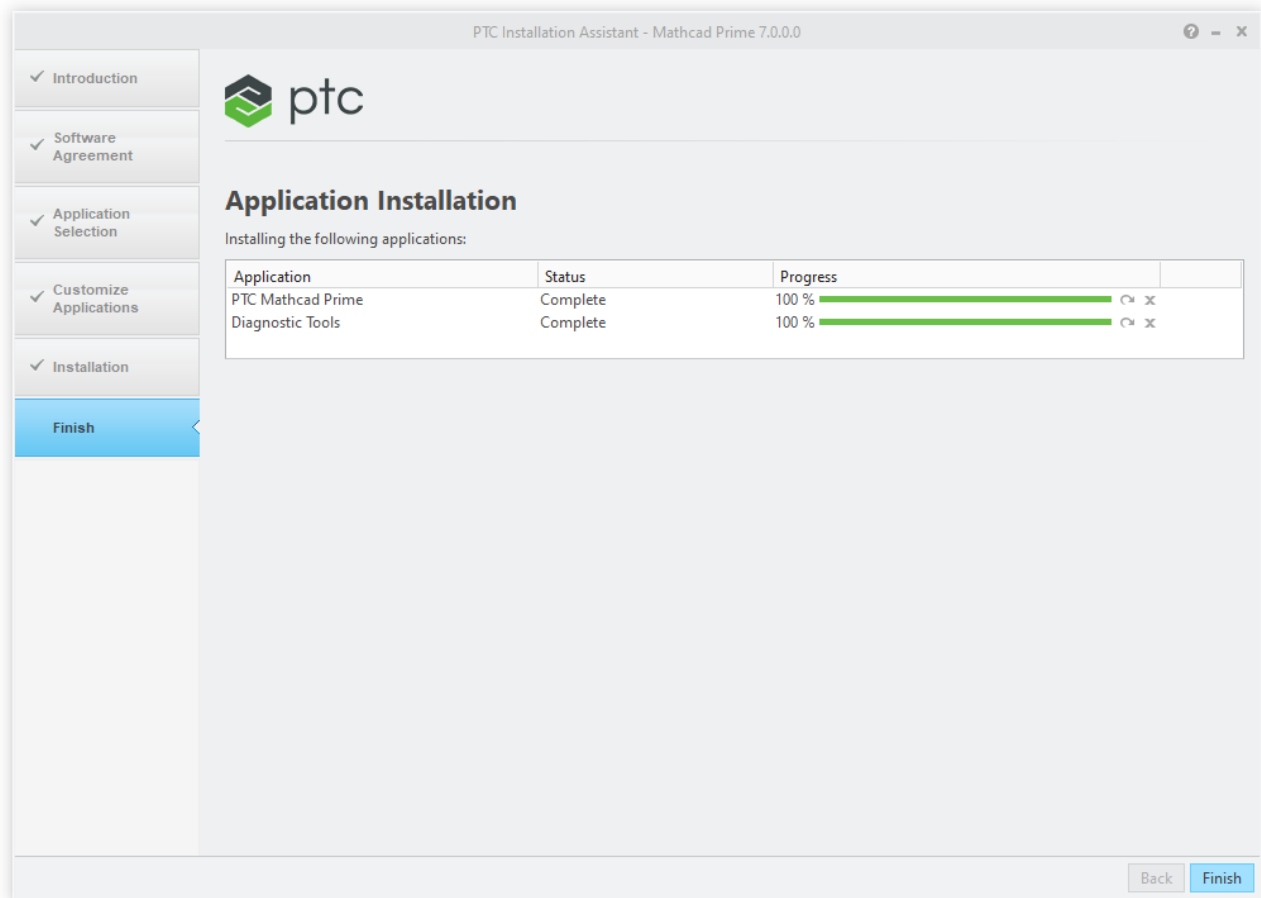 PTC Installation Assistant - Mathcad Prime 7.0.0.0
Introduction
Software
Agreement
Application
Selection
Customize
Applications
Installation
Finish
ptc
Application Installation
Installing the following applications:
Application Status Progress
PTC Mathcad Prime Complete 100 %
Diagnostic Tools Complete 100 %
Back Finish